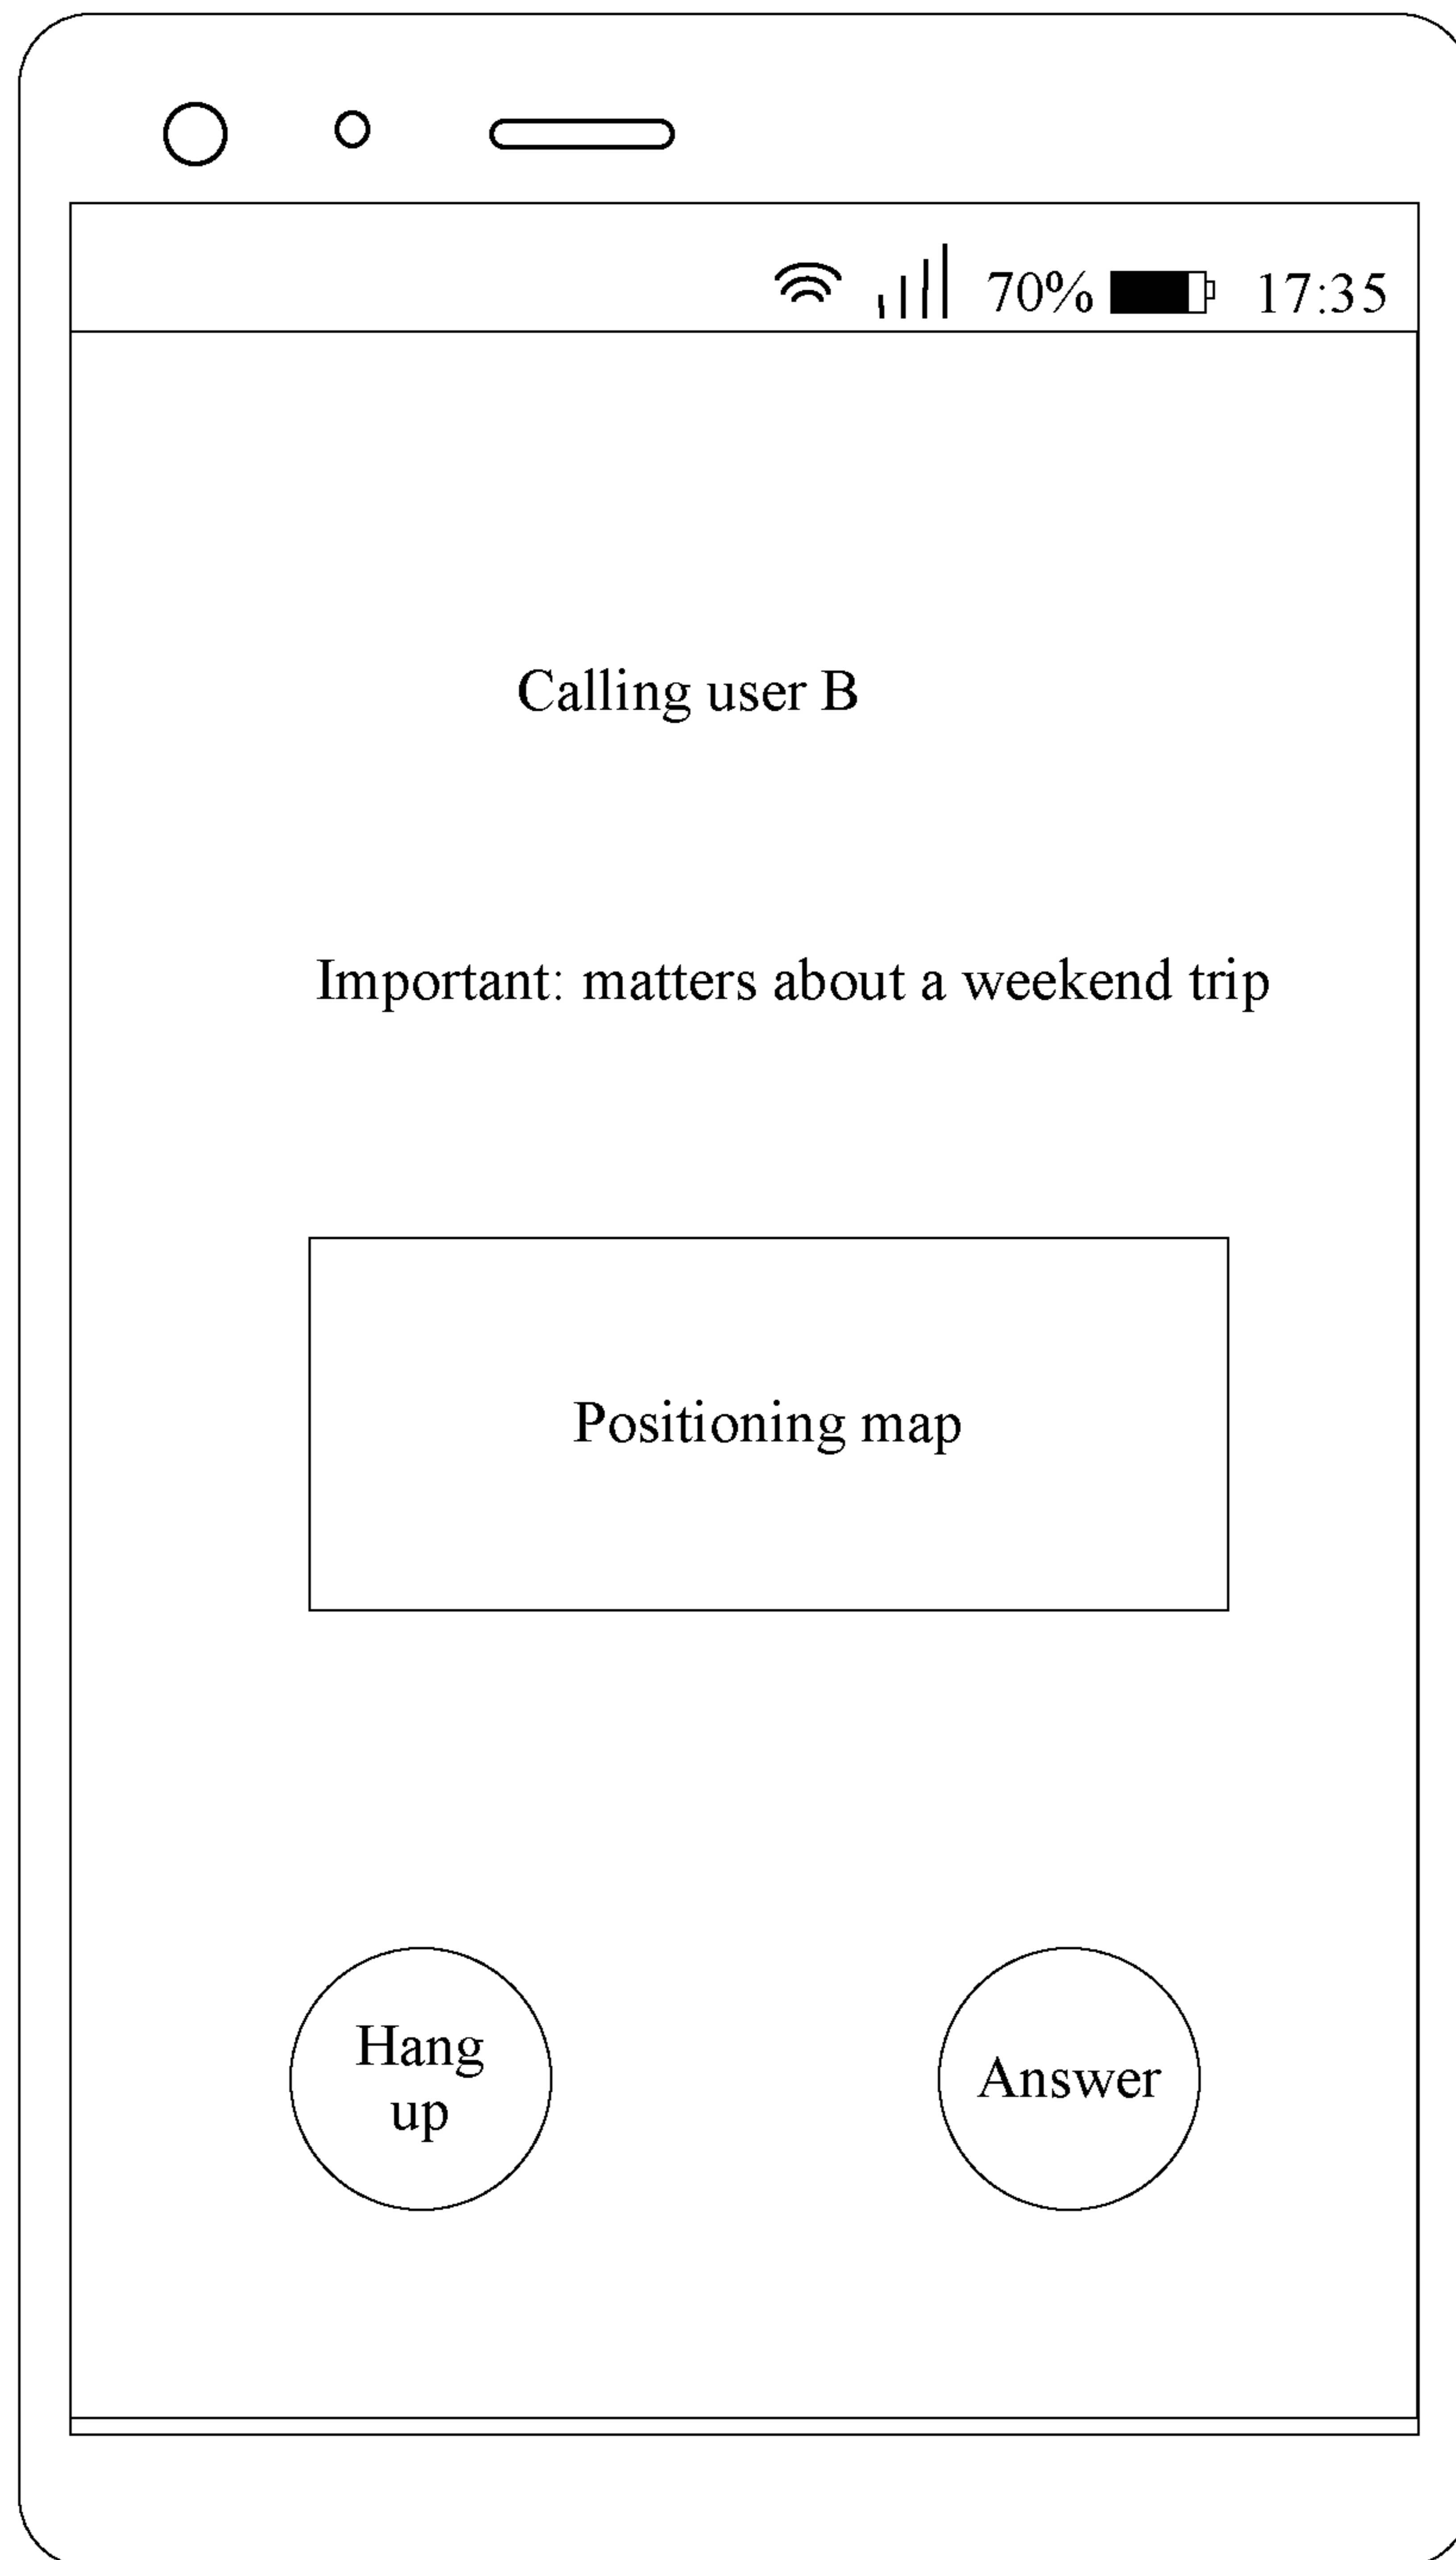 70% 17:35
Calling user B
Important: matters about a weekend trip
Positioning map
Hang
up
Answer